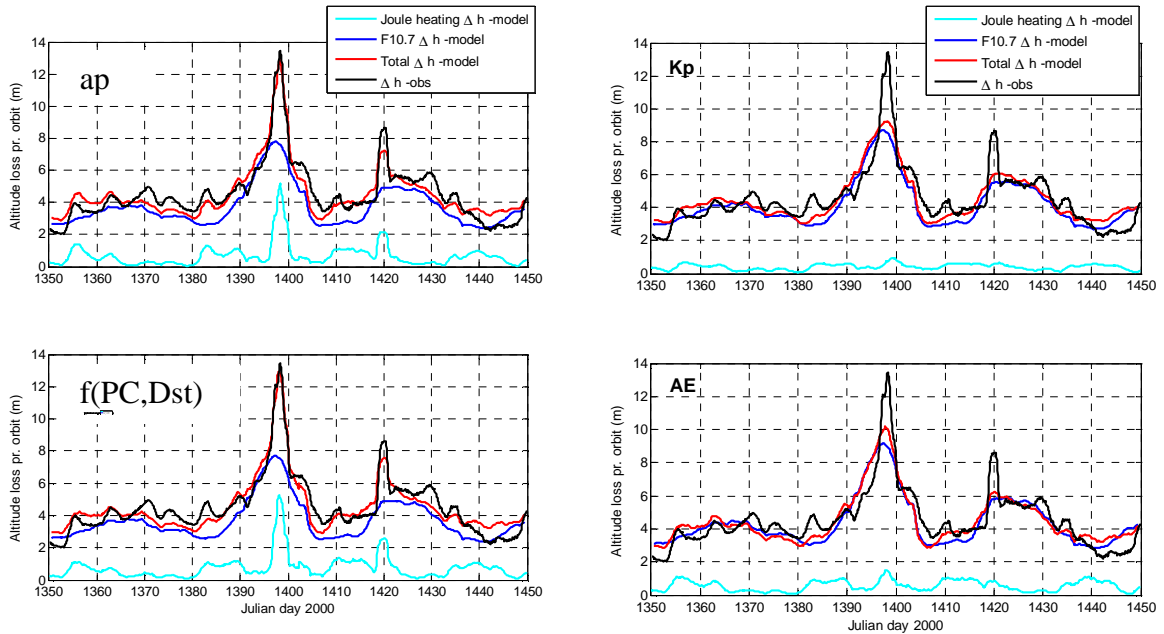 Joule heating Δ h -model
F10.7 Δ h -model
Total Δ h -model
Δ h -obs
ap
Altitude loss pr. orbit (m)
14
12
10
8
6
4
2
0
1350 1360 1370 1380 1390 1400 1410 1420 1430 1440 1450
Joule heating Δ h -model
F10.7 Δ h -model
Total Δ h -model
Δ h -obs
Kp
Altitude loss pr. orbit (m)
14
12
10
8
6
4
2
0
1350 1360 1370 1380 1390 1400 1410 1420 1430 1440 1450
f(PC,Dst)
Altitude loss pr. orbit (m)
14
12
10
8
6
4
2
0
1350 1360 1370 1380 1390 1400 1410 1420 1430 1440 1450
Julian day 2000
AE
Altitude loss pr. orbit (m)
14
12
10
8
6
4
2
0
1350 1360 1370 1380 1390 1400 1410 1420 1430 1440 1450
Julian day 2000